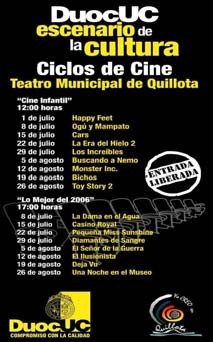 DuocUC
escenario de
la cultura
Ciclos de Cine
Teatro Municipal de Quillota
"Cine Infantil"
12:00 horas
1 de julio Happy Feet
8 de julio Ogú y Mampato
15 de julio Cars
22 de julio La Era del Hielo 2
29 de julio Los Increíbles
5 de agosto Buscando a Nemo
12 de agosto Monster Inc.
19 de agosto Bichos
26 de agosto Toy Story 2
ENTRADA
LIBERADA
"Lo Mejor del 2006"
17:00 horas
8 de julio La Dama en el Agua
15 de julio Casino Royal
22 de julio Pequeña Miss Sunshine
29 de julio Diamantes de Sangre
5 de agosto El Señor de la Guerra
12 de agosto El Ilusionista
19 de agosto Deja Vu
26 de agosto Una Noche en el Museo
DuocUC
COMPROMISO CON LA CALIDAD
Yo creo en
Quillota